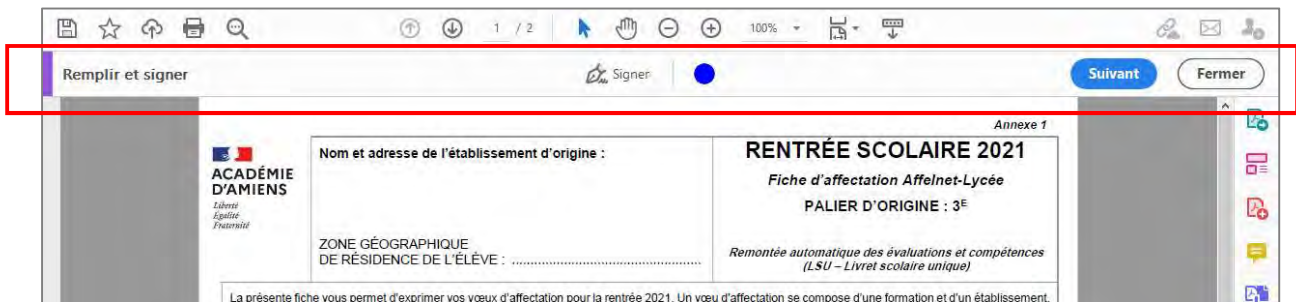 1 / 2 100%
Remplir et signer Signer Suivant Fermer
Annexe 1
ACADÉMIE
D'AMIENS
Liberté
Égalité
Fraternité
Nom et adresse de l'établissement d'origine :
ZONE GÉOGRAPHIQUE
DE RÉSIDENCE DE L'ÉLÈVE : ......................................................
RENTRÉE SCOLAIRE 2021
Fiche d'affectation Affelnet-Lycée
PALIER D'ORIGINE : 3E
Remontée automatique des évaluations et compétences
(LSU – Livret scolaire unique)
La présente fiche vous permet d'exprimer vos vœux d'affectation pour la rentrée 2021. Un vœu d'affectation se compose d'une formation et d'un établissement.